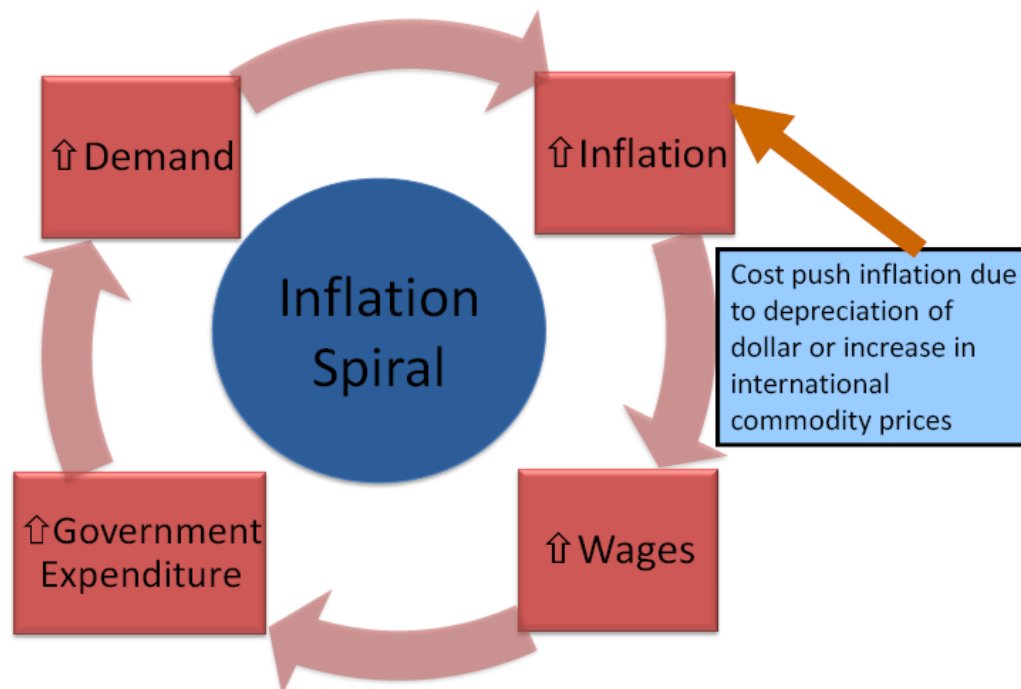 ⇧Demand
⇧Inflation
Inflation
Spiral
Cost push inflation due
to depreciation of
dollar or increase in
international
commodity prices
⇧Government
Expenditure
⇧Wages